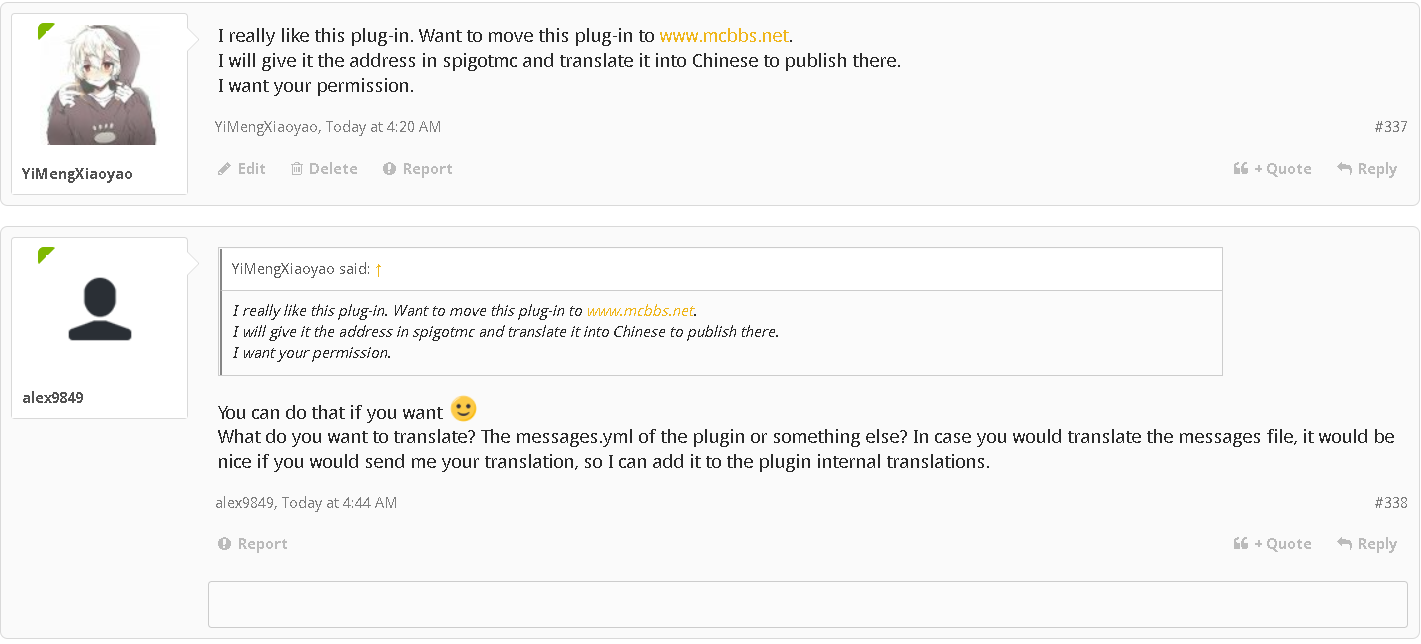 I really like this plug-in. Want to move this plug-in to www.mcbbs.net.
I will give it the address in spigotmc and translate it into Chinese to publish there.
I want your permission.
YiMengXiaoyao, Today at 4:20 AM
#337
YiMengXiaoyao
Edit
Delete
Report
+ Quote
Reply
YiMengXiaoyao said: ↑
I really like this plug-in. Want to move this plug-in to www.mcbbs.net.
I will give it the address in spigotmc and translate it into Chinese to publish there.
I want your permission.
alex9849
You can do that if you want
What do you want to translate? The messages.yml of the plugin or something else? In case you would translate the messages file, it would be
nice if you would send me your translation, so I can add it to the plugin internal translations.
alex9849, Today at 4:44 AM
#338
Report
+ Quote
Reply